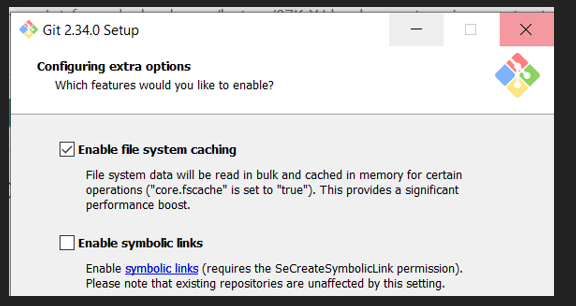 Git 2.34.0 Setup
Configuring extra options
Which features would you like to enable?
Enable file system caching
File system data will be read in bulk and cached in memory for certain
operations ("core.fscache" is set to "true"). This provides a significant
performance boost.
Enable symbolic links
Enable symbolic links (requires the SeCreateSymbolicLink permission).
Please note that existing repositories are unaffected by this setting.